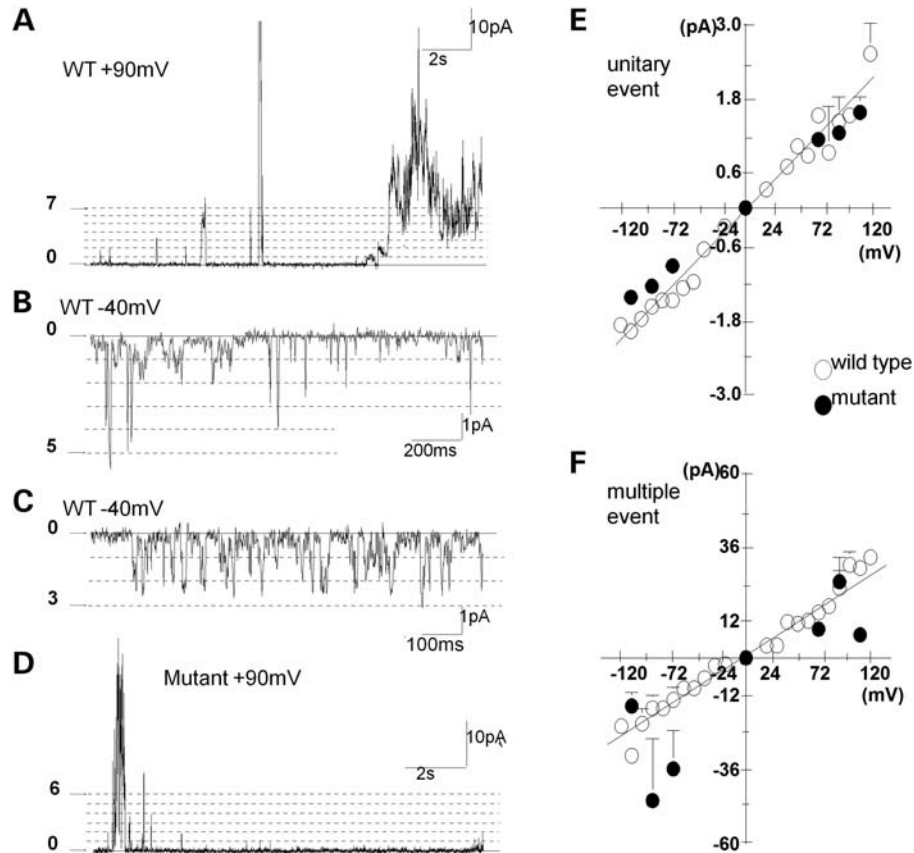 A
WT +90mV
10pA
2s
7
0
B
WT -40mV
0
5
1pA
200ms
C
WT -40mV
0
3
1pA
100ms
D
Mutant +90mV
10pA
2s
6
0
E
(pA)
3.0
unitary
event
1.8
0.6
-120 -72 -24
24 72 120
(mV)
-0.6
-1.8
-3.0
wild type
mutant
F
(pA)
60
multiple
event
36
12
-120 -72 -24
24 72 120
(mV)
-12
-36
-60